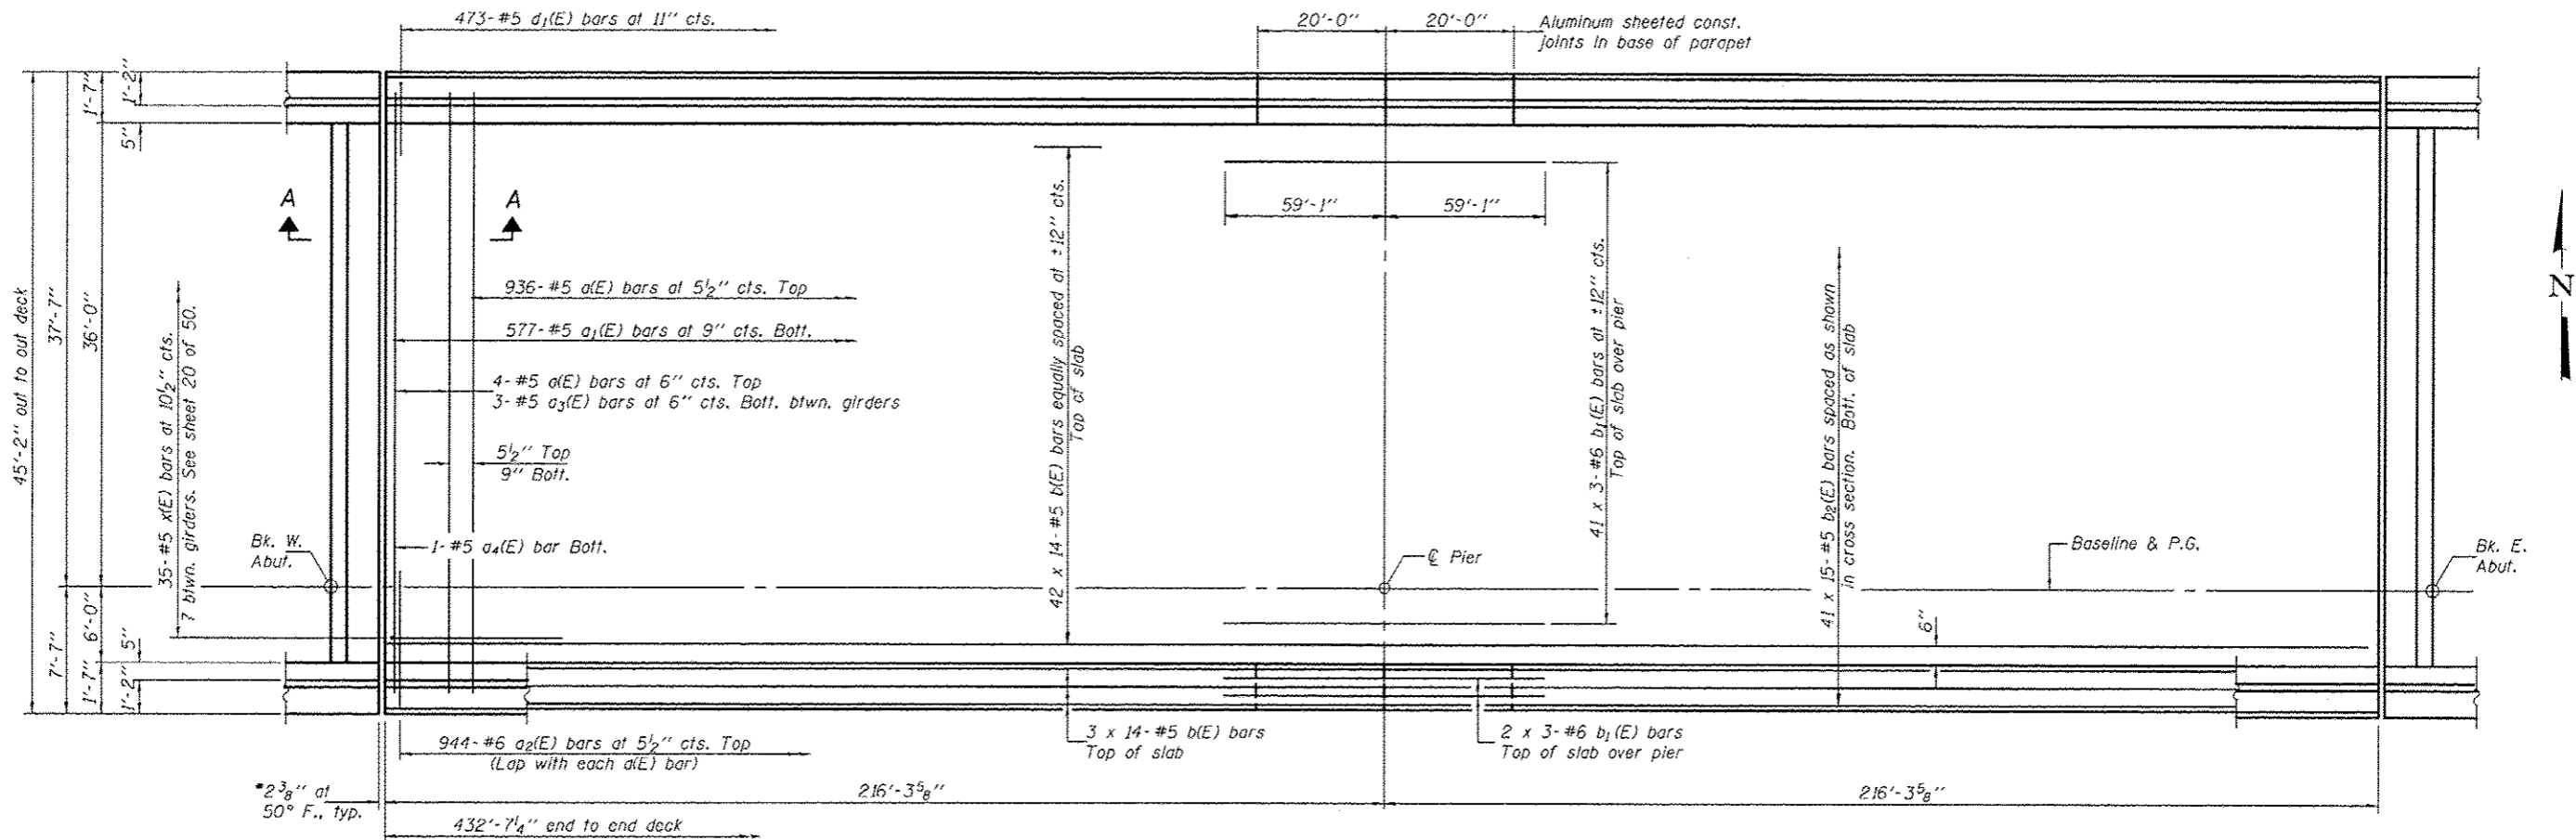 473-#5 d₁(E) bars at 11" cts.
20'-0"
20'-0"
Aluminum sheeted const.
joints in base of parapet
1'-7"
1'-2"
5"
45'-2" out to out deck
37'-7"
36'-0"
A
A
59'-1"
59'-1"
N
936-#5 a(E) bars at 5½" cts. Top
577-#5 a₁(E) bars at 9" cts. Bott.
4-#5 a(E) bars at 6" cts. Top
3-#5 a₃(E) bars at 6" cts. Bott. btwn. girders
5½" Top
9" Bott.
1-#5 a₄(E) bar Bott.
35-#5 x(E) bars at 10½" cts.
7 btwn. girders. See sheet 20 of 50.
42 x 14-#5 b(E) bars equally spaced at ±12" cts.
Top of slab
41 x 3-#6 b₁(E) bars at ±12" cts.
Top of slab over pier
41 x 15-#5 b₂(E) bars spaced as shown
in cross section. Bott. of slab
Bk. W.
Abut.
℄ Pier
Baseline & P.G.
Bk. E.
Abut.
7'-7"
6'-0"
5"
1'-7"
1'-2"
6"
3 x 14-#5 b(E) bars
Top of slab
2 x 3-#6 b₁(E) bars
Top of slab over pier
944-#6 a₂(E) bars at 5½" cts. Top
(Lap with each a(E) bar)
*2⅜" at
50° F., typ.
216'-3⅝"
216'-3⅝"
432'-7¼" end to end deck